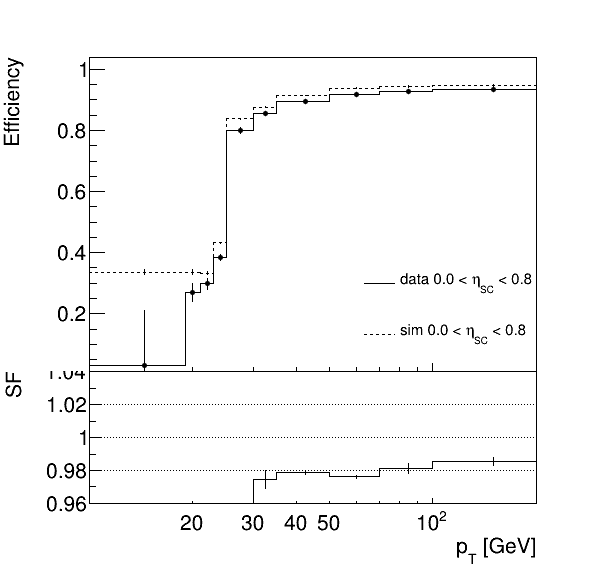 Efficiency
1
0.8
0.6
0.4
0.2
data 0.0 < η_SC < 0.8
sim 0.0 < η_SC < 0.8
SF
1.04
1.02
1
0.98
0.96
20 30 40 50 10²
p_T [GeV]